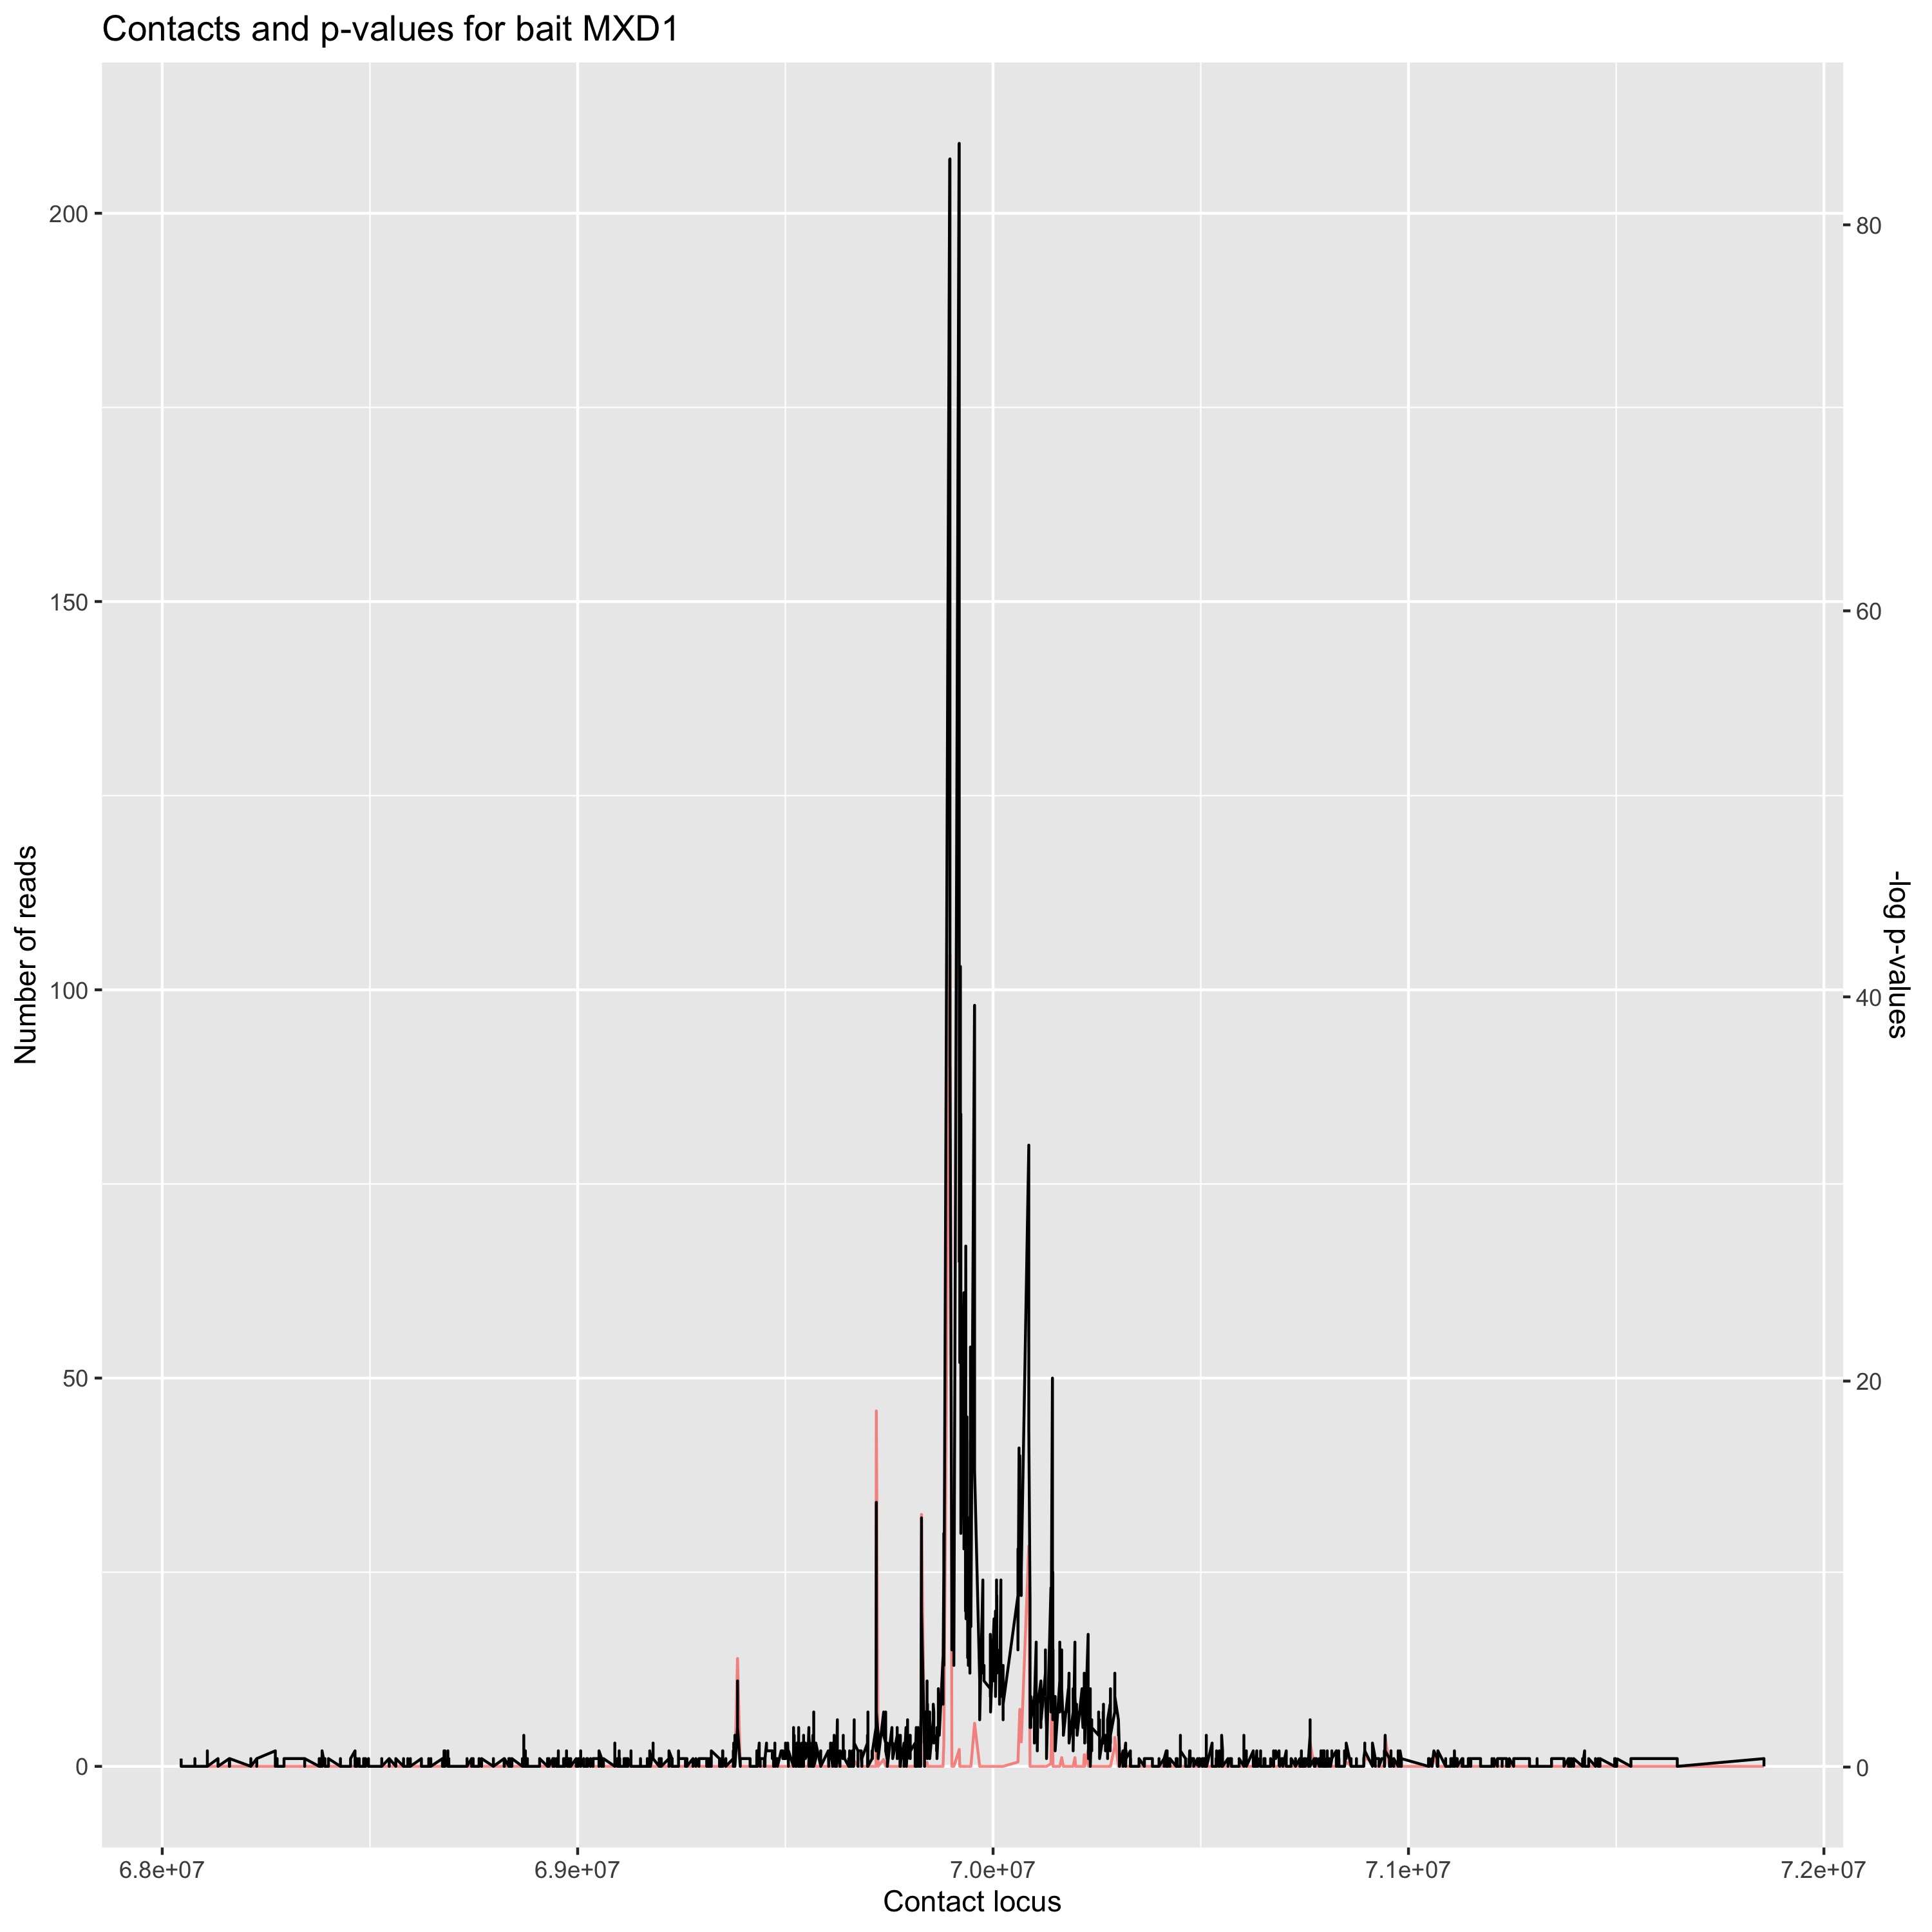 Contacts and p-values for bait MXD1
200
150
100
50
0
80
60
40
20
0
Number of reads
-log p-values
6.8e+07
6.9e+07
7.0e+07
7.1e+07
7.2e+07
Contact locus